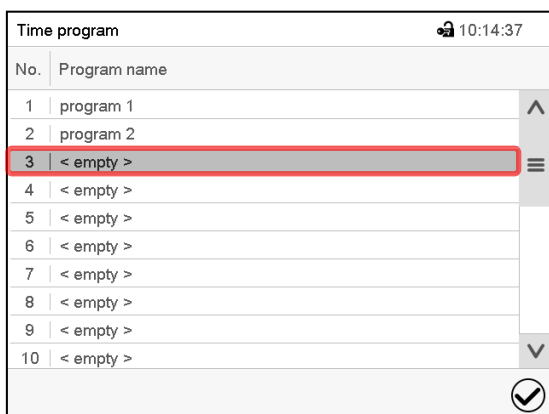 Time program 10:14:37
No. Program name
1 program 1
2 program 2
3 < empty >
4 < empty >
5 < empty >
6 < empty >
7 < empty >
8 < empty >
9 < empty >
10 < empty >